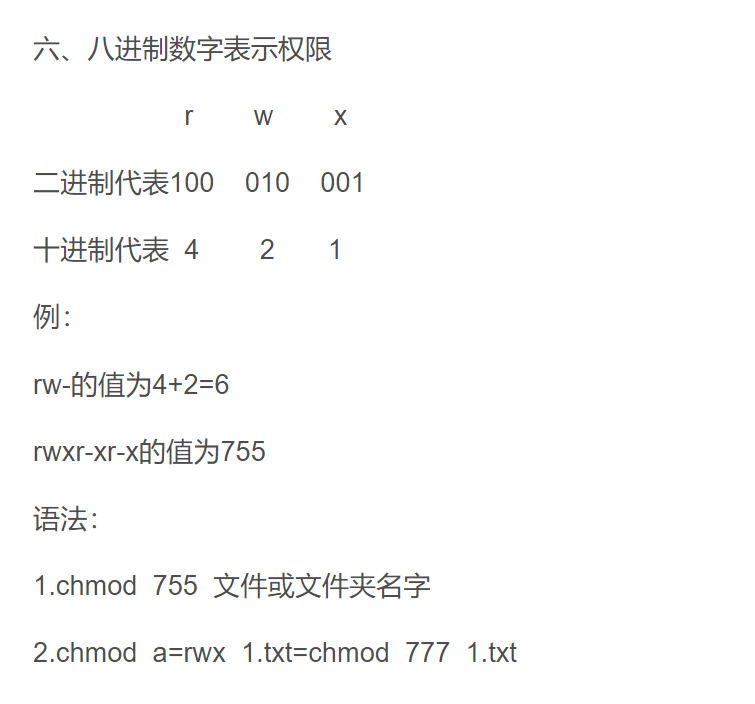 六、八进制数字表示权限
r w x
二进制代表100 010 001
十进制代表 4 2 1
例：
rw-的值为4+2=6
rwxr-xr-x的值为755
语法：
1.chmod 755 文件或文件夹名字
2.chmod a=rwx 1.txt=chmod 777 1.txt